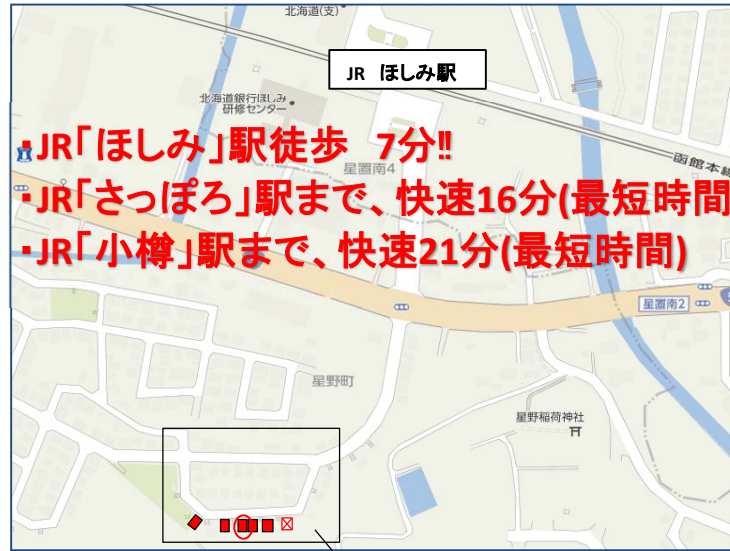 北海道(支)
JR ほしみ駅
北海道銀行ほしみ
研修センター
・JR「ほしみ」駅徒歩 7分!!
星置南4
函館本線
・JR「さっぽろ」駅まで、快速16分(最短時間
・JR「小樽」駅まで、快速21分(最短時間)
星置南2
星野町
星野稲荷神社